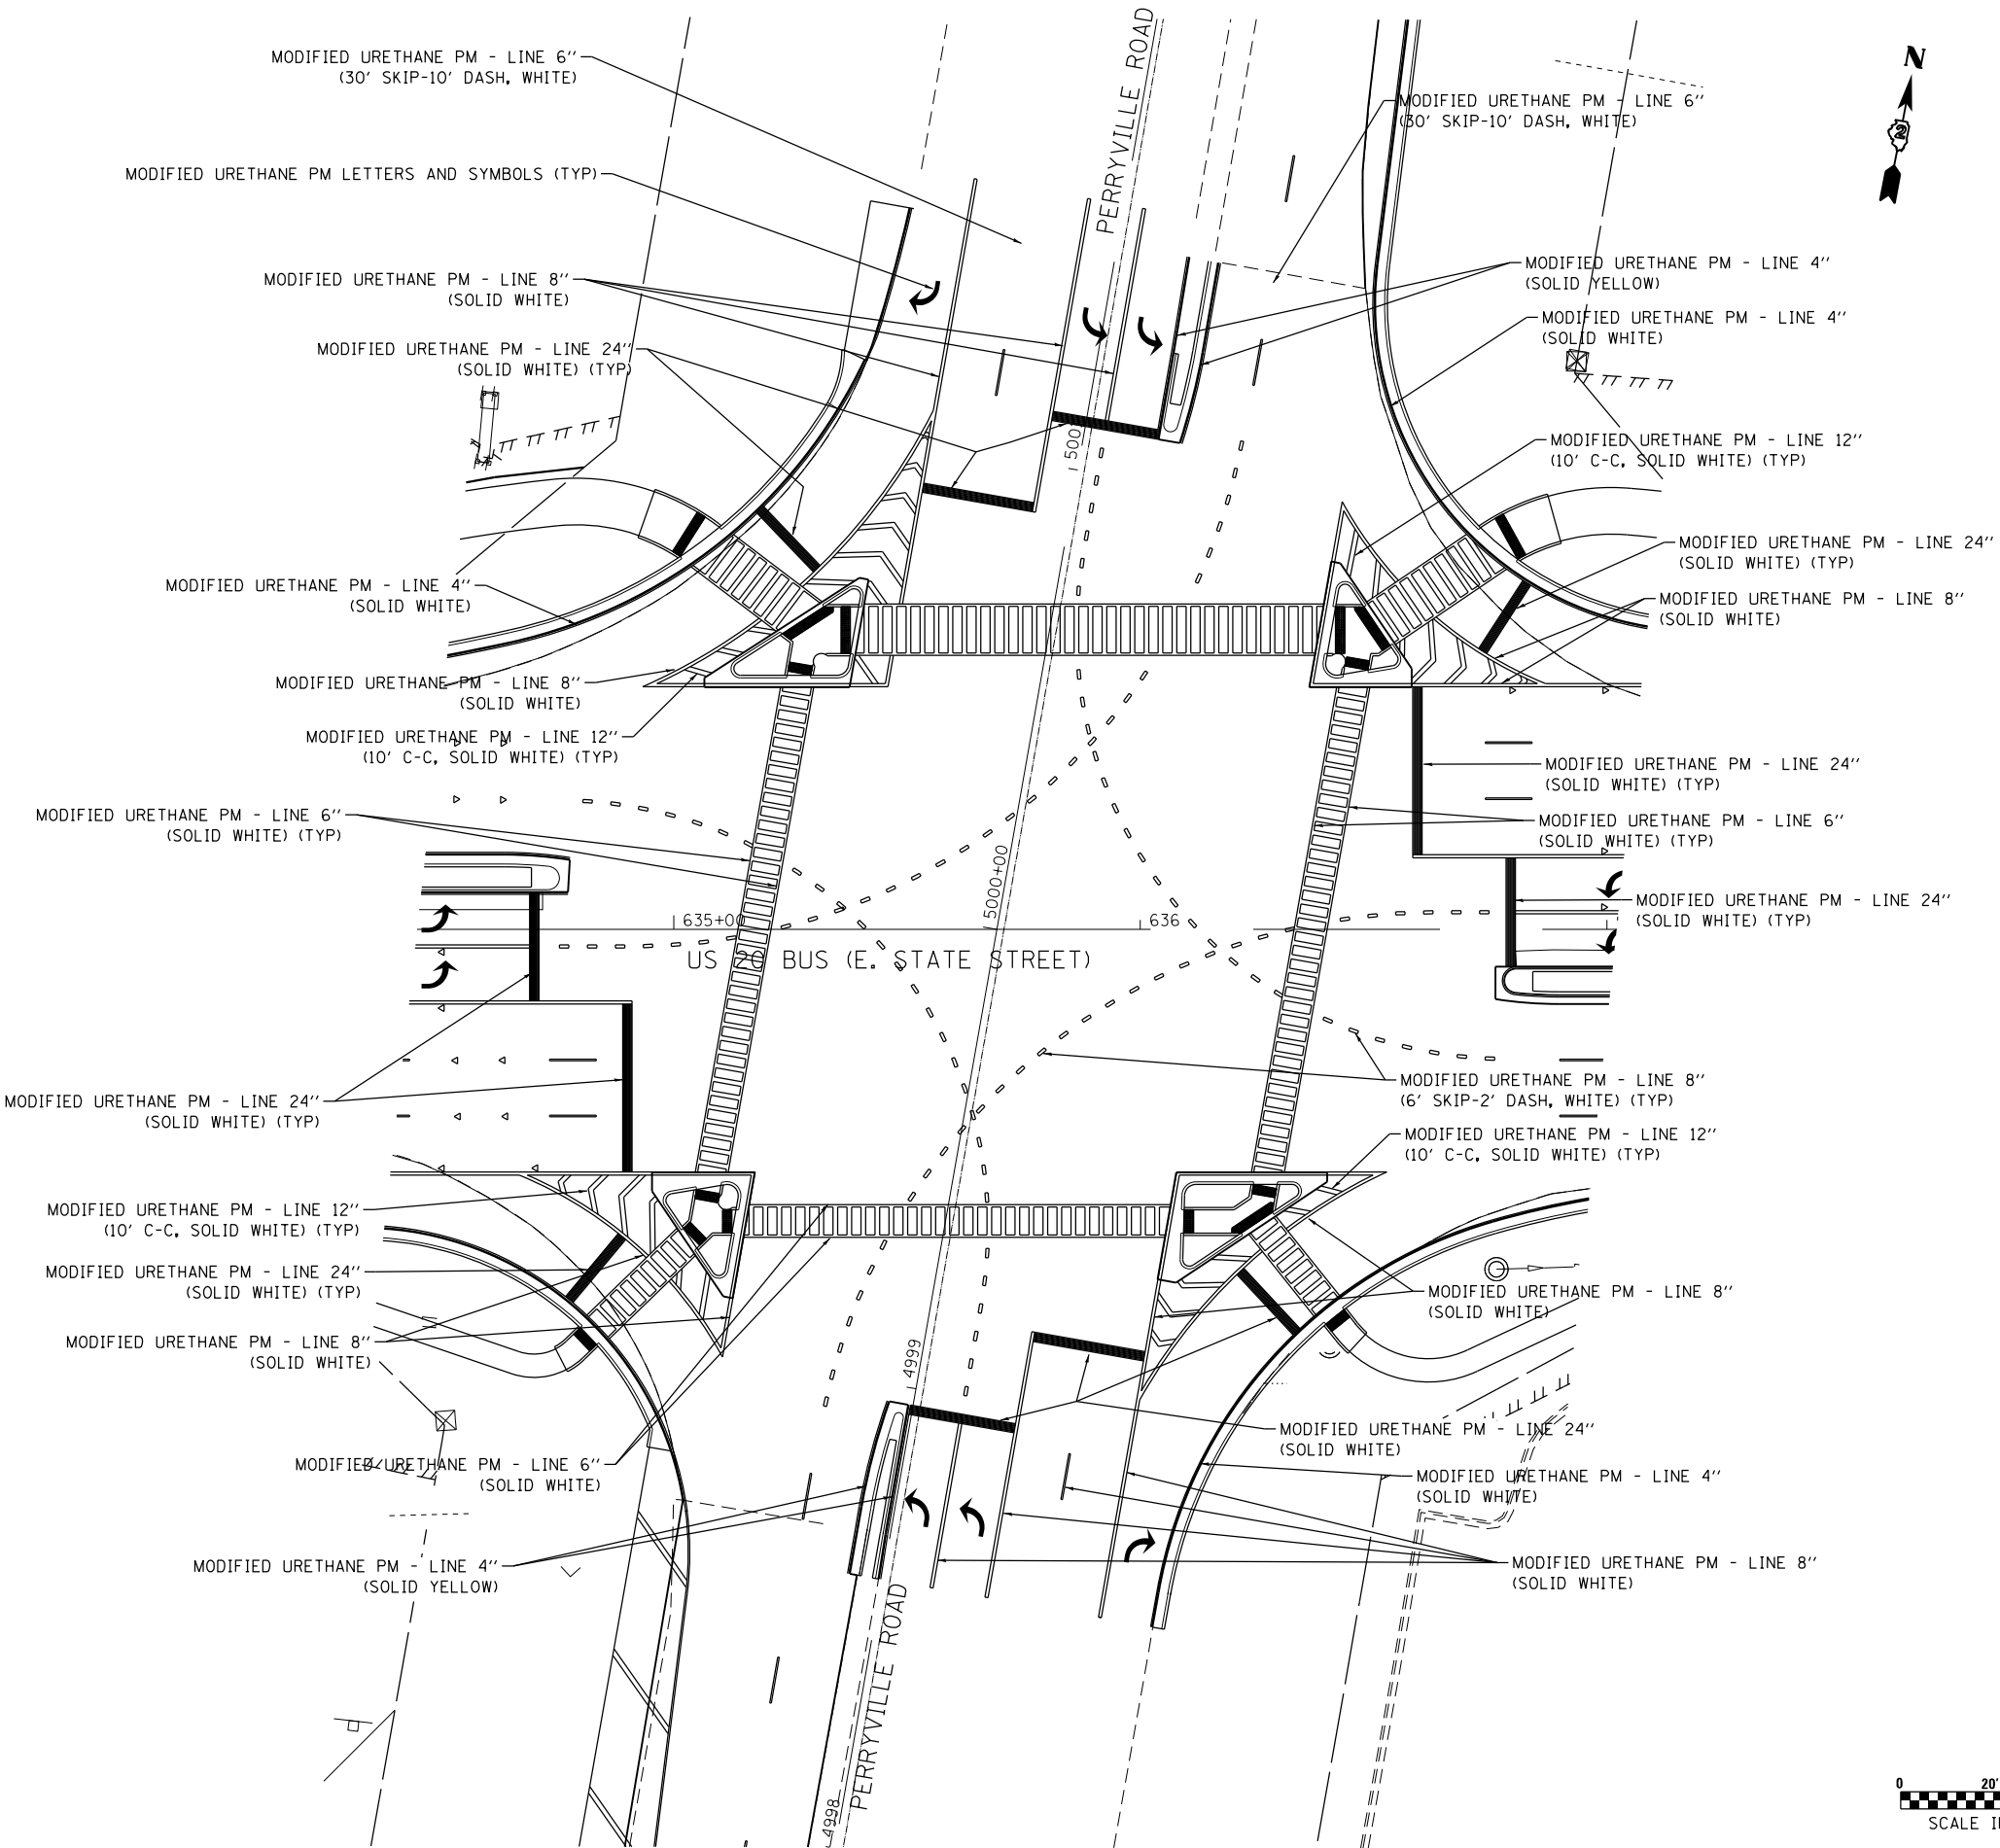 MODIFIED URETHANE PM - LINE 6''
(30' SKIP-10' DASH, WHITE)
PERRYVILLE ROAD
N
2
MODIFIED URETHANE PM - LINE 6''
(30' SKIP-10' DASH, WHITE)
MODIFIED URETHANE PM LETTERS AND SYMBOLS (TYP)
MODIFIED URETHANE PM - LINE 8''
(SOLID WHITE)
MODIFIED URETHANE PM - LINE 4''
(SOLID YELLOW)
MODIFIED URETHANE PM - LINE 4''
(SOLID WHITE)
MODIFIED URETHANE PM - LINE 24''
(SOLID WHITE) (TYP)
MODIFIED URETHANE PM - LINE 12''
(10' C-C, SOLID WHITE) (TYP)
MODIFIED URETHANE PM - LINE 24''
(SOLID WHITE) (TYP)
MODIFIED URETHANE PM - LINE 4''
(SOLID WHITE)
MODIFIED URETHANE PM - LINE 8''
(SOLID WHITE)
MODIFIED URETHANE PM - LINE 8''
(SOLID WHITE)
MODIFIED URETHANE PM - LINE 12''
(10' C-C, SOLID WHITE) (TYP)
MODIFIED URETHANE PM - LINE 24''
(SOLID WHITE) (TYP)
MODIFIED URETHANE PM - LINE 6''
(SOLID WHITE) (TYP)
MODIFIED URETHANE PM - LINE 6''
(SOLID WHITE) (TYP)
5000+00
MODIFIED URETHANE PM - LINE 24''
(SOLID WHITE) (TYP)
635+00
636
US 20 BUS (E. STATE STREET)
MODIFIED URETHANE PM - LINE 24''
(SOLID WHITE) (TYP)
MODIFIED URETHANE PM - LINE 8''
(6' SKIP-2' DASH, WHITE) (TYP)
MODIFIED URETHANE PM - LINE 12''
(10' C-C, SOLID WHITE) (TYP)
MODIFIED URETHANE PM - LINE 12''
(10' C-C, SOLID WHITE) (TYP)
MODIFIED URETHANE PM - LINE 24''
(SOLID WHITE) (TYP)
MODIFIED URETHANE PM - LINE 8''
(SOLID WHITE)
MODIFIED URETHANE PM - LINE 8''
(SOLID WHITE)
4999
MODIFIED URETHANE PM - LINE 24''
(SOLID WHITE)
MODIFIED URETHANE PM - LINE 6''
(SOLID WHITE)
MODIFIED URETHANE PM - LINE 4''
(SOLID WHITE)
MODIFIED URETHANE PM - LINE 4''
(SOLID YELLOW)
MODIFIED URETHANE PM - LINE 8''
(SOLID WHITE)
PERRYVILLE ROAD
4998
0 20'
SCALE